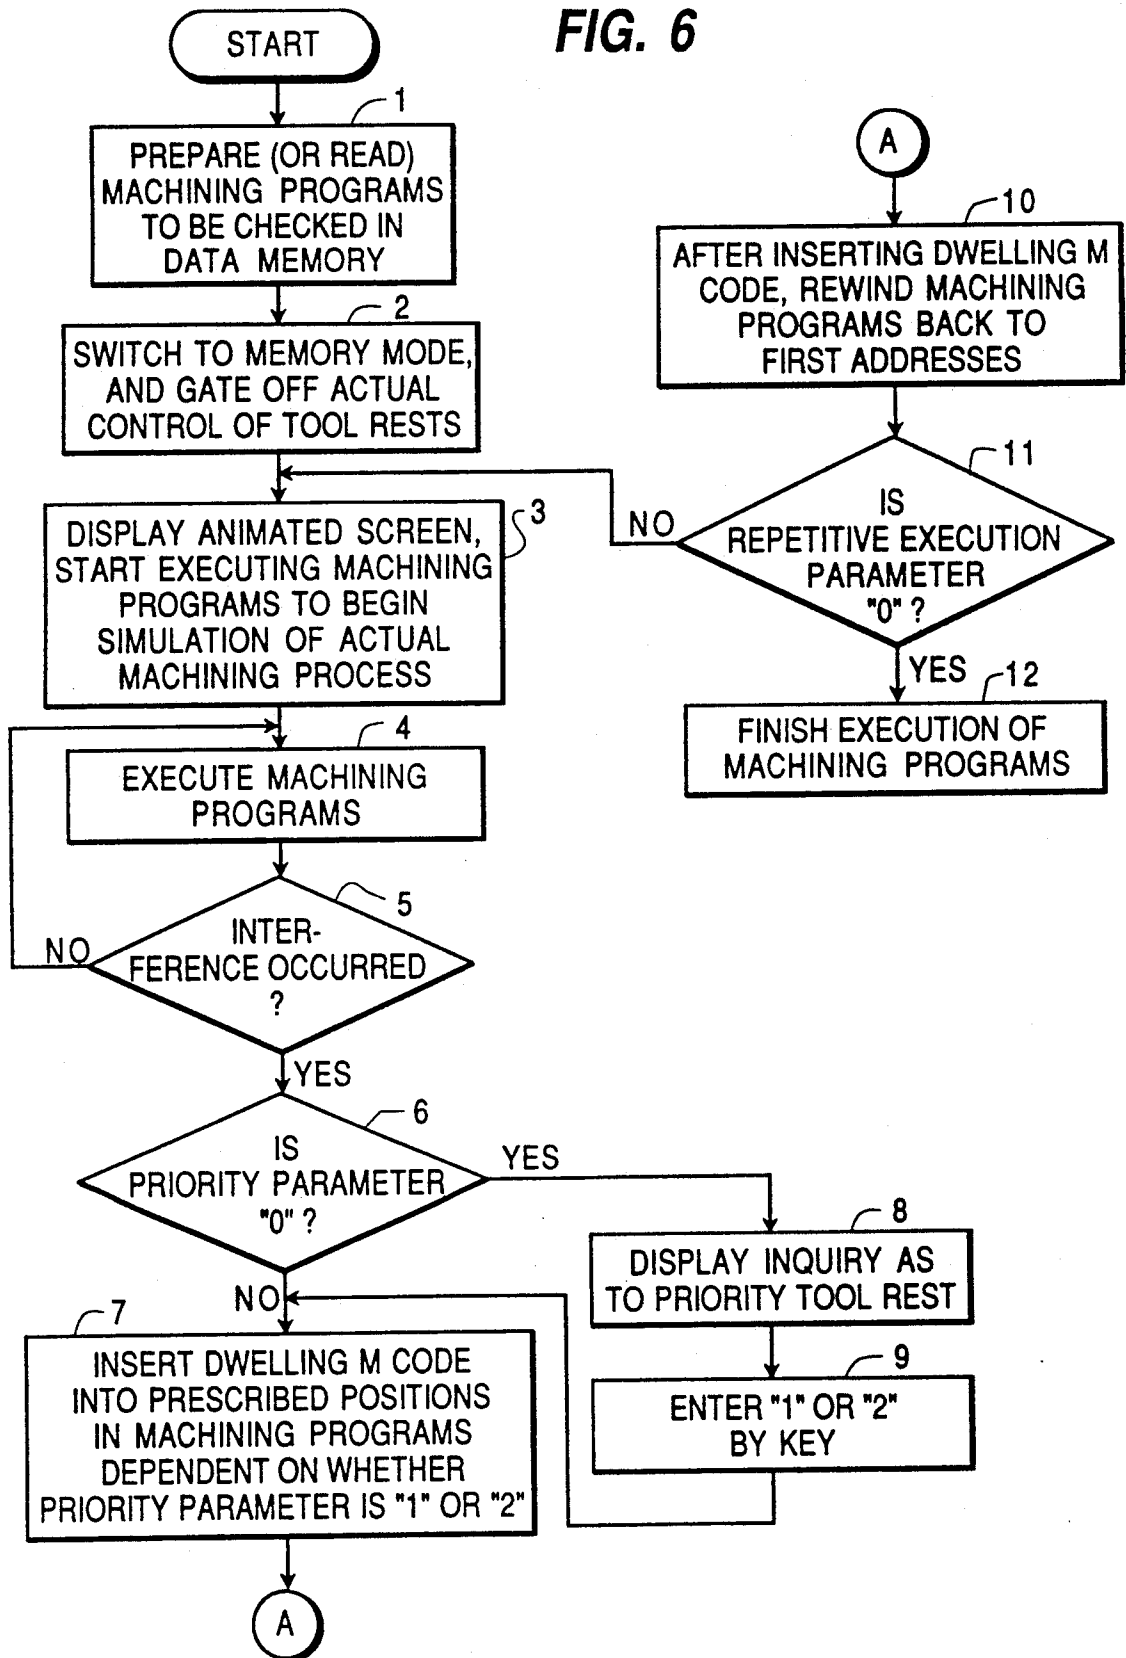 FIG. 6
START
1
PREPARE (OR READ)
MACHINING PROGRAMS
TO BE CHECKED IN
DATA MEMORY
2
SWITCH TO MEMORY MODE,
AND GATE OFF ACTUAL
CONTROL OF TOOL RESTS
3
DISPLAY ANIMATED SCREEN,
START EXECUTING MACHINING
PROGRAMS TO BEGIN
SIMULATION OF ACTUAL
MACHINING PROCESS
4
EXECUTE MACHINING
PROGRAMS
5
INTER-
FERENCE OCCURRED
?
NO
YES
6
IS
PRIORITY PARAMETER
"0" ?
YES
NO
8
DISPLAY INQUIRY AS
TO PRIORITY TOOL REST
9
ENTER "1" OR "2"
BY KEY
7
INSERT DWELLING M CODE
INTO PRESCRIBED POSITIONS
IN MACHINING PROGRAMS
DEPENDENT ON WHETHER
PRIORITY PARAMETER IS "1" OR "2"
A
A
10
AFTER INSERTING DWELLING M
CODE, REWIND MACHINING
PROGRAMS BACK TO
FIRST ADDRESSES
11
IS
REPETITIVE EXECUTION
PARAMETER
"0" ?
NO
YES
12
FINISH EXECUTION OF
MACHINING PROGRAMS